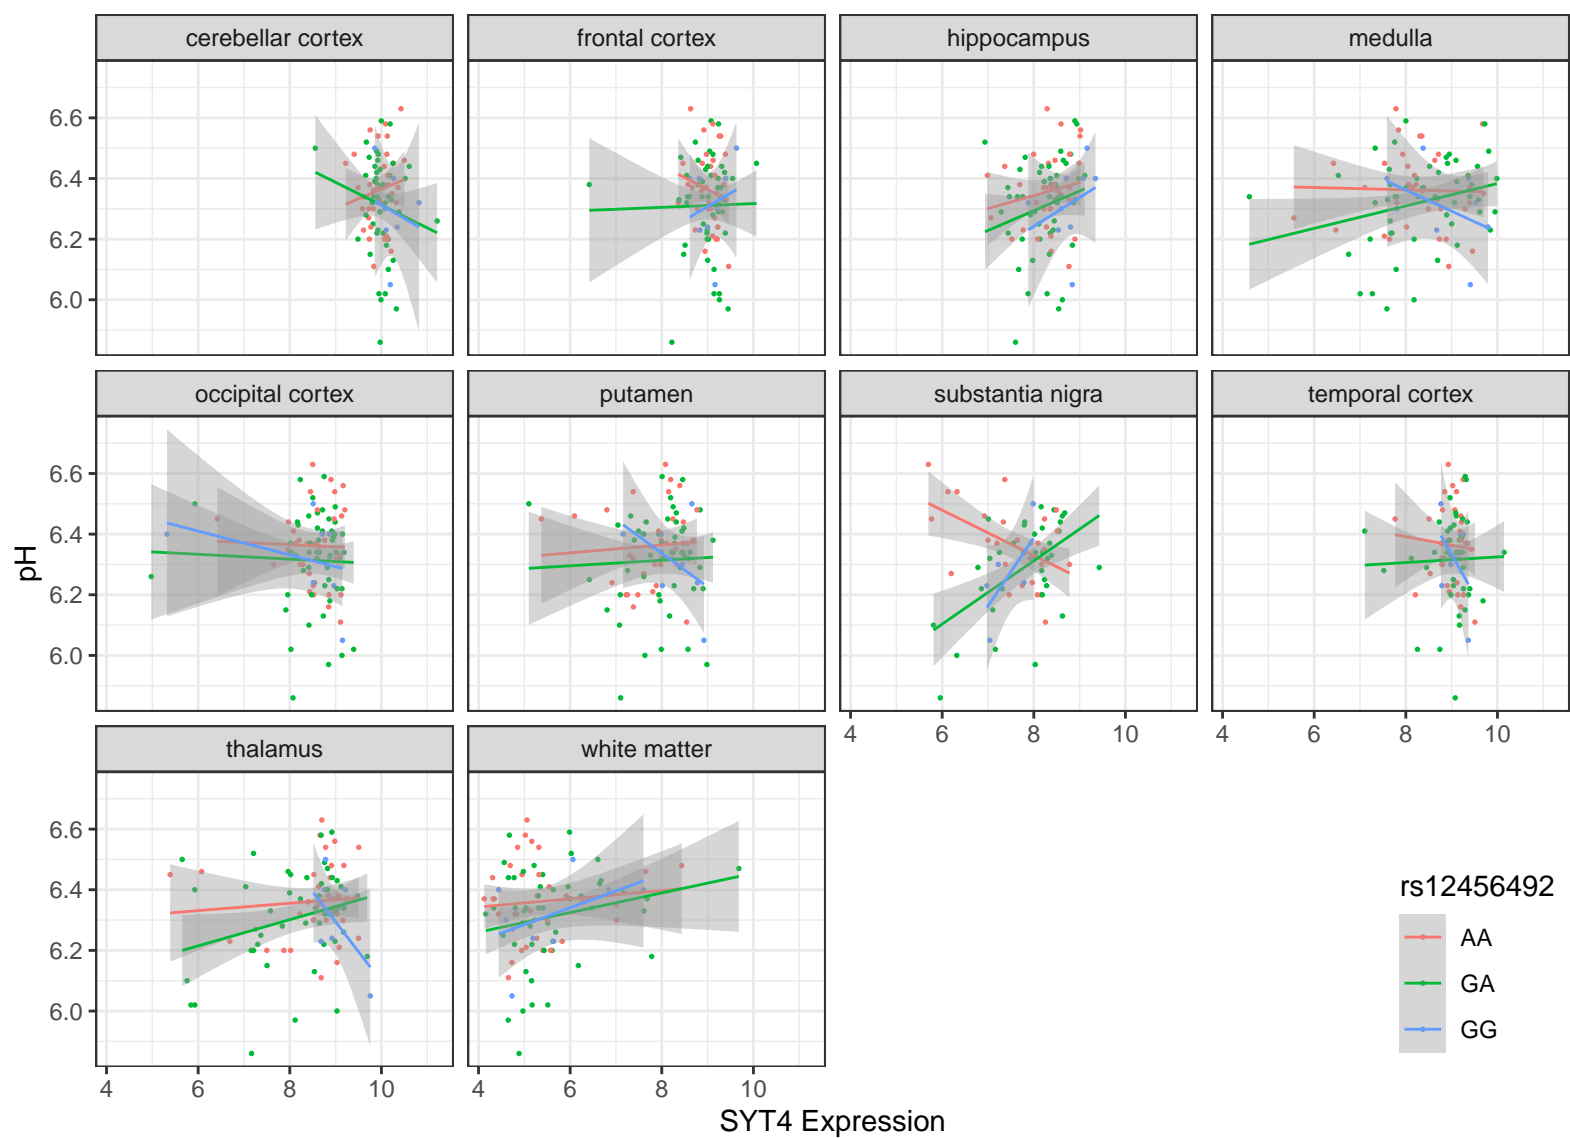 cerebellar cortex
frontal cortex
hippocampus
medulla
6.6
6.4
6.2
6.0
occipital cortex
putamen
substantia nigra
temporal cortex
6.6
6.4
6.2
6.0
4 6 8 10
4 6 8 10
thalamus
white matter
6.6
6.4
6.2
6.0
4 6 8 10
4 6 8 10
pH
SYT4 Expression
rs12456492
AA
GA
GG